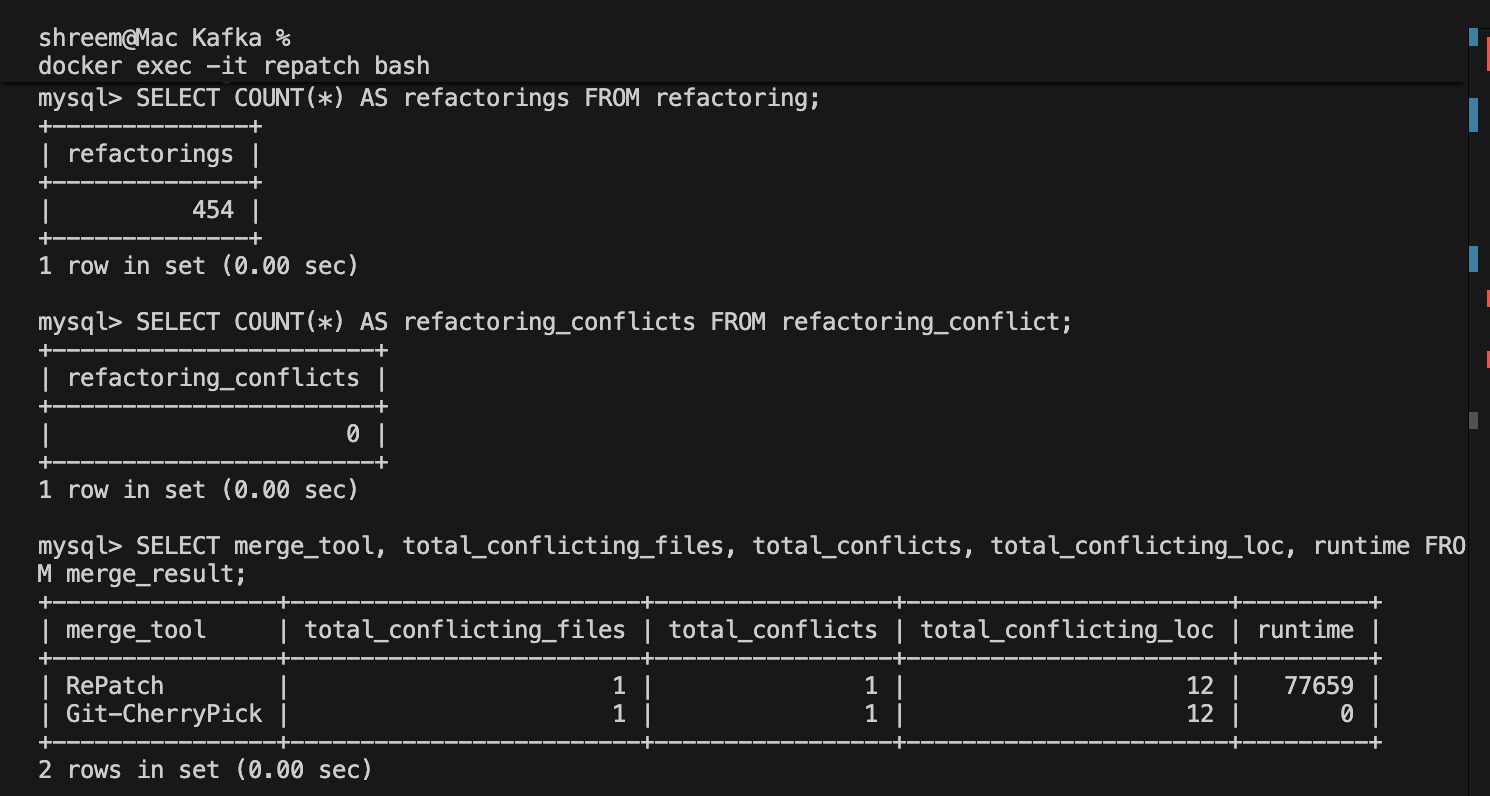 shreem@Mac Kafka %
docker exec -it repatch bash
mysql> SELECT COUNT(*) AS refactorings FROM refactoring;
+--------------+
| refactorings |
+--------------+
|          454 |
+--------------+
1 row in set (0.00 sec)

mysql> SELECT COUNT(*) AS refactoring_conflicts FROM refactoring_conflict;
+-----------------------+
| refactoring_conflicts |
+-----------------------+
|                     0 |
+-----------------------+
1 row in set (0.00 sec)

mysql> SELECT merge_tool, total_conflicting_files, total_conflicts, total_conflicting_loc, runtime FRO
M merge_result;
+----------------+-------------------------+-----------------+-----------------------+---------+
| merge_tool     | total_conflicting_files | total_conflicts | total_conflicting_loc | runtime |
+----------------+-------------------------+-----------------+-----------------------+---------+
| RePatch        |                       1 |               1 |                    12 |   77659 |
| Git-CherryPick |                       1 |               1 |                    12 |       0 |
+----------------+-------------------------+-----------------+-----------------------+---------+
2 rows in set (0.00 sec)